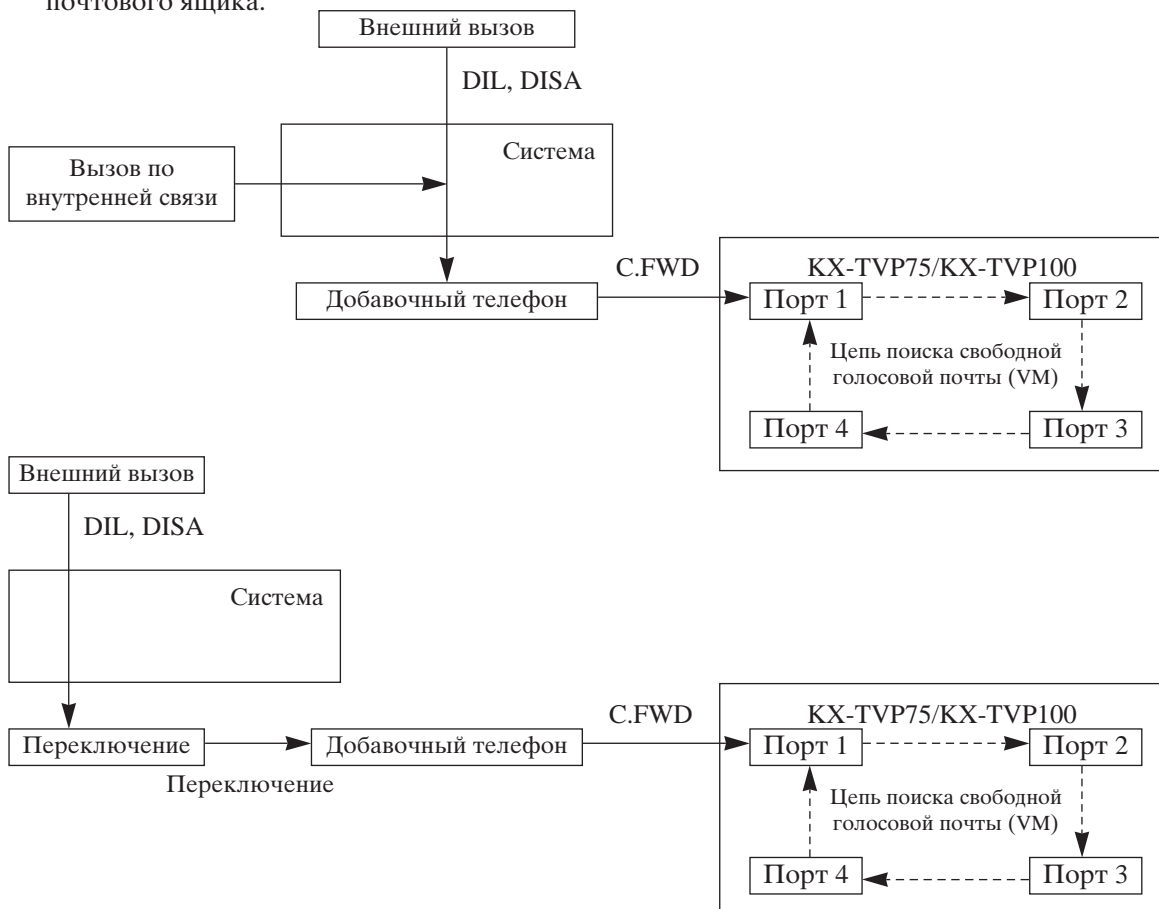 почтового ящика.
Внешний вызов
DIL, DISA
Система
Вызов по
внутренней связи
C.FWD
KX-TVP75/KX-TVP100
Добавочный телефон
Порт 1
Порт 2
Цепь поиска свободной
голосовой почты (VM)
Порт 4
Порт 3
Внешний вызов
DIL, DISA
Система
C.FWD
KX-TVP75/KX-TVP100
Переключение
Добавочный телефон
Порт 1
Порт 2
Переключение
Цепь поиска свободной
голосовой почты (VM)
Порт 4
Порт 3